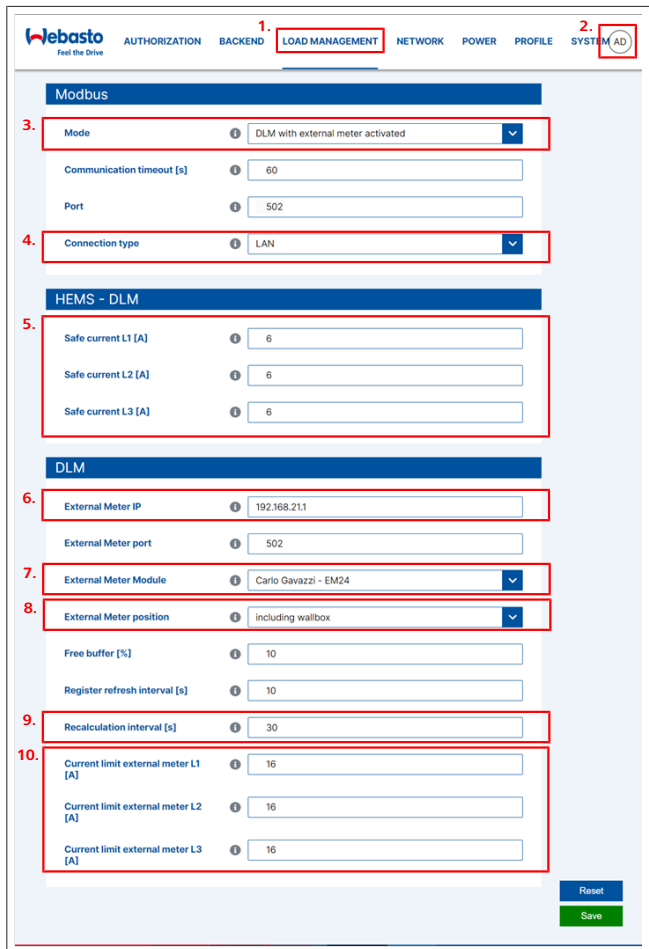 1.
2.
Webasto
Feel the Drive
AUTHORIZATION BACKEND LOAD MANAGEMENT NETWORK POWER PROFILE SYSTEM AD
Modbus
3.
Mode i DLM with external meter activated
Communication timeout [s] i 60
Port i 502
4.
Connection type i LAN
HEMS - DLM
5.
Safe current L1 [A] i 6
Safe current L2 [A] i 6
Safe current L3 [A] i 6
DLM
6.
External Meter IP i 192.168.21.1
External Meter port i 502
7.
External Meter Module i Carlo Gavazzi - EM24
8.
External Meter position i including wallbox
Free buffer [%] i 10
Register refresh interval [s] i 10
9.
Recalculation interval [s] i 30
10.
Current limit external meter L1 i 16
[A]
Current limit external meter L2 i 16
[A]
Current limit external meter L3 i 16
[A]
Reset
Save